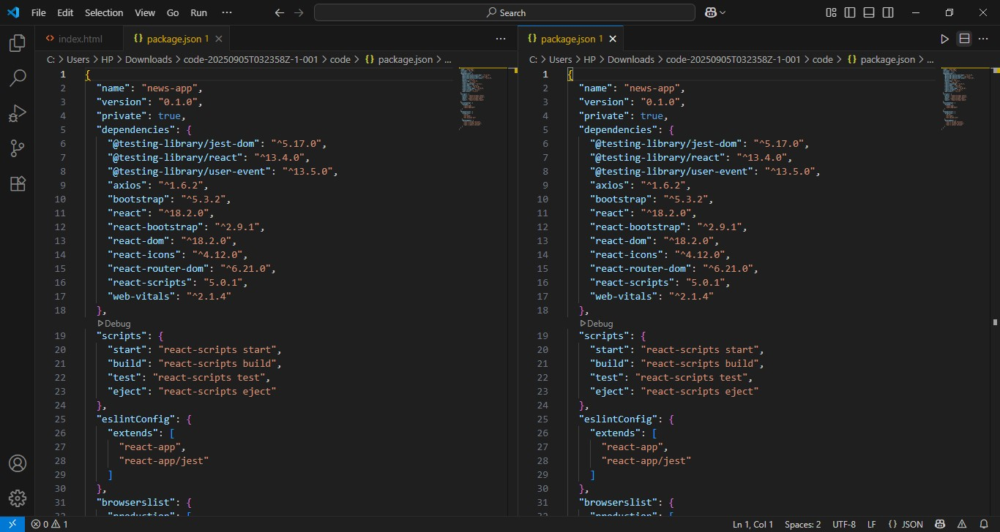 File Edit Selection View Go Run ··· Search
index.html package.json 1
C: > Users > HP > Downloads > code-20250905T032358Z-1-001 > code > {} package.json > ...
1 {
2 "name": "news-app",
3 "version": "0.1.0",
4 "private": true,
5 "dependencies": {
6 "@testing-library/jest-dom": "^5.17.0",
7 "@testing-library/react": "^13.4.0",
8 "@testing-library/user-event": "^13.5.0",
9 "axios": "^1.6.2",
10 "bootstrap": "^5.3.2",
11 "react": "^18.2.0",
12 "react-bootstrap": "^2.9.1",
13 "react-dom": "^18.2.0",
14 "react-icons": "^4.12.0",
15 "react-router-dom": "^6.21.0",
16 "react-scripts": "5.0.1",
17 "web-vitals": "^2.1.4"
18 },
Debug
19 "scripts": {
20 "start": "react-scripts start",
21 "build": "react-scripts build",
22 "test": "react-scripts test",
23 "eject": "react-scripts eject"
24 },
25 "eslintConfig": {
26 "extends": [
27 "react-app",
28 "react-app/jest"
29 ]
30 },
31 "browserslist": {
32 "production": [
package.json 1
C: > Users > HP > Downloads > code-20250905T032358Z-1-001 > code > {} package.json > ...
1 {
2 "name": "news-app",
3 "version": "0.1.0",
4 "private": true,
5 "dependencies": {
6 "@testing-library/jest-dom": "^5.17.0",
7 "@testing-library/react": "^13.4.0",
8 "@testing-library/user-event": "^13.5.0",
9 "axios": "^1.6.2",
10 "bootstrap": "^5.3.2",
11 "react": "^18.2.0",
12 "react-bootstrap": "^2.9.1",
13 "react-dom": "^18.2.0",
14 "react-icons": "^4.12.0",
15 "react-router-dom": "^6.21.0",
16 "react-scripts": "5.0.1",
17 "web-vitals": "^2.1.4"
18 },
Debug
19 "scripts": {
20 "start": "react-scripts start",
21 "build": "react-scripts build",
22 "test": "react-scripts test",
23 "eject": "react-scripts eject"
24 },
25 "eslintConfig": {
26 "extends": [
27 "react-app",
28 "react-app/jest"
29 ]
30 },
31 "browserslist": {
32 "production": [
0 1 Ln 1, Col 1 Spaces: 2 UTF-8 LF {} JSON